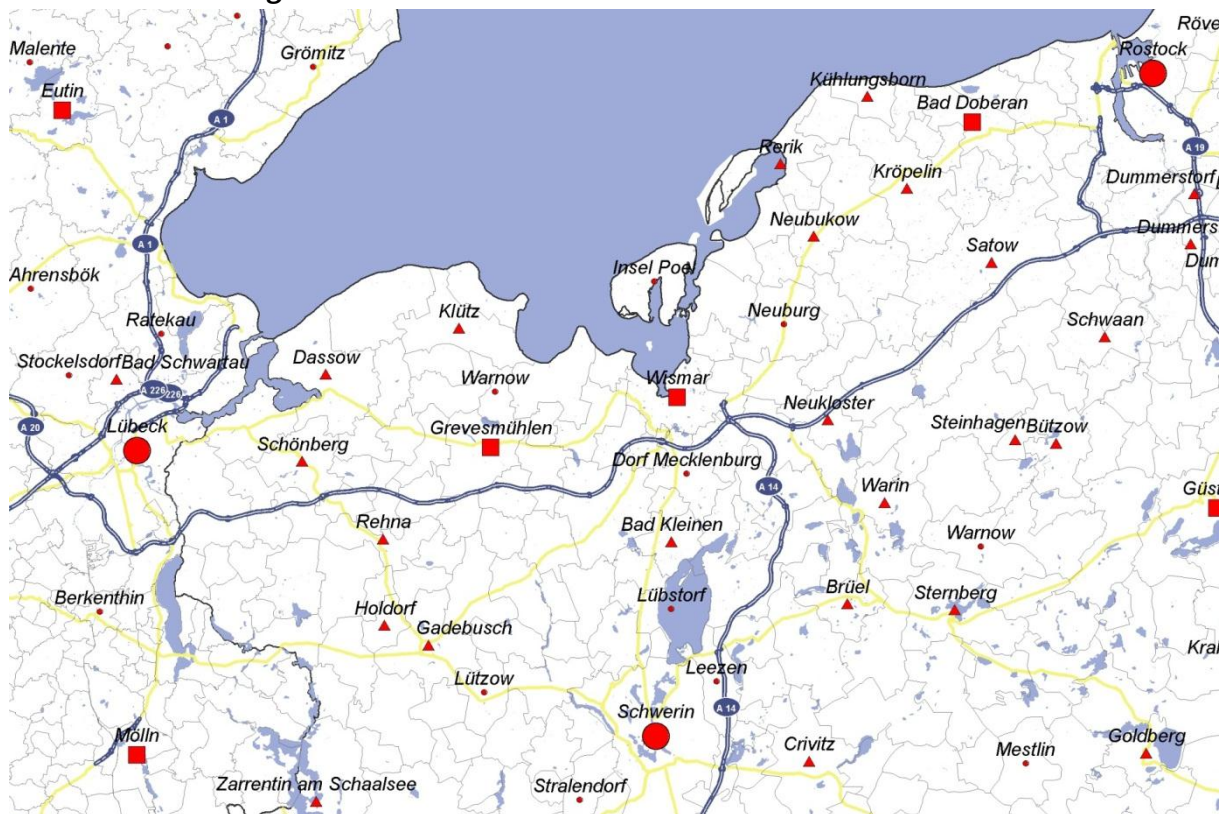 Röve
Malente
Grömitz
Rostock
Eutin
Kühlungsborn
Bad Doberan
A 1
Rerik
Kröpelin
A 19
Dummerstorf
Neubukow
Dummers
A 1
Satow
Dum
Ahrensbök
Insel Poel
Ratekau
Klütz
Neuburg
Schwaan
Stockelsdorf
Bad Schwartau
Dassow
Warnow
Wismar
A 226
226
Neukloster
A 20
Lübeck
Grevesmühlen
Steinhagen
Bützow
Schönberg
Dorf Mecklenburg
A 14
Warin
Güst
Rehna
Bad Kleinen
Warnow
Berkenthin
Holdorf
Lübstorf
Brüel
Sternberg
Gadebusch
Kral
Lützow
Leezen
Schwerin
A 14
Mölln
Crivitz
Mestlin
Goldberg
Zarrentin am Schaalsee
Stralendorf